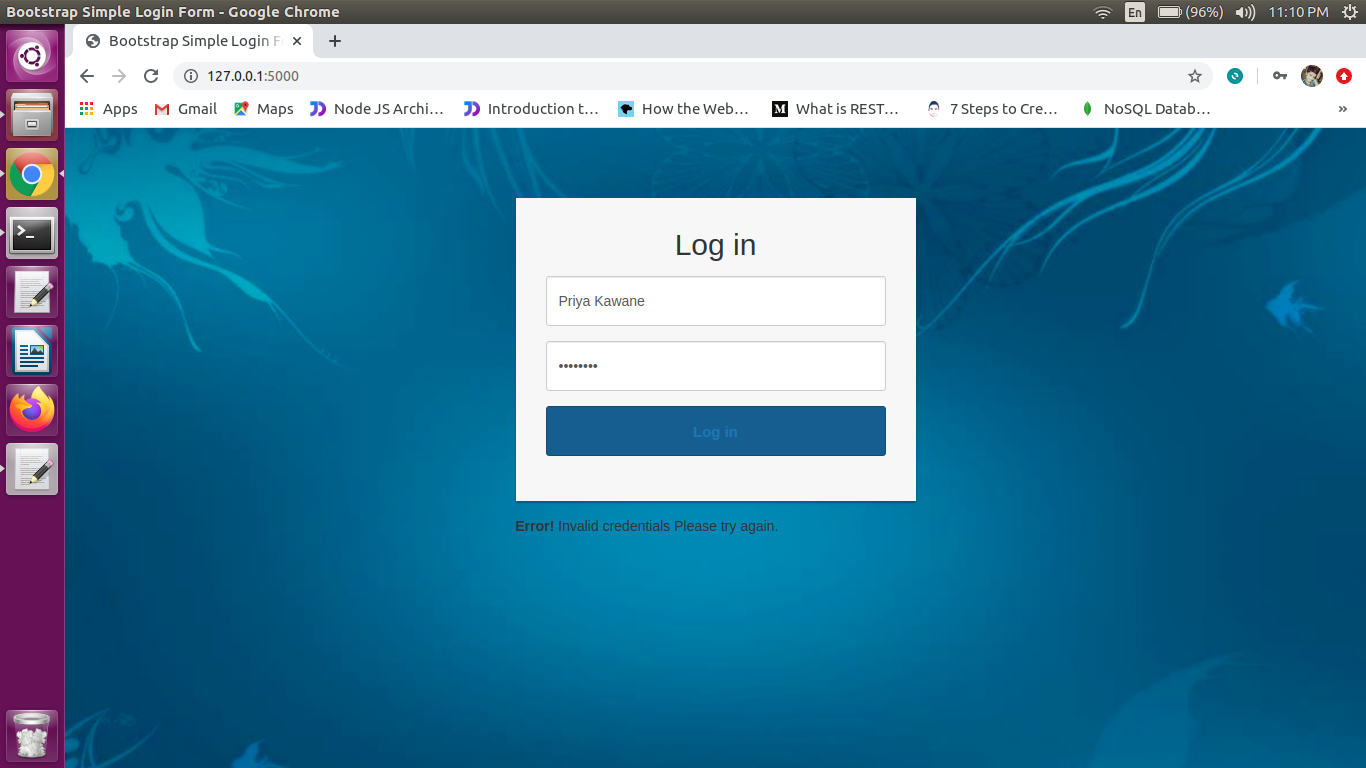 Bootstrap Simple Login Form - Google Chrome
En (96%) 11:10 PM
Bootstrap Simple Login F
127.0.0.1:5000
Apps Gmail Maps Node JS Archi… Introduction t… How the Web… M What is REST… 7 Steps to Cre… NoSQL Datab… »
Log in
Priya Kawane
••••••••
Log in
Error! Invalid credentials Please try again.